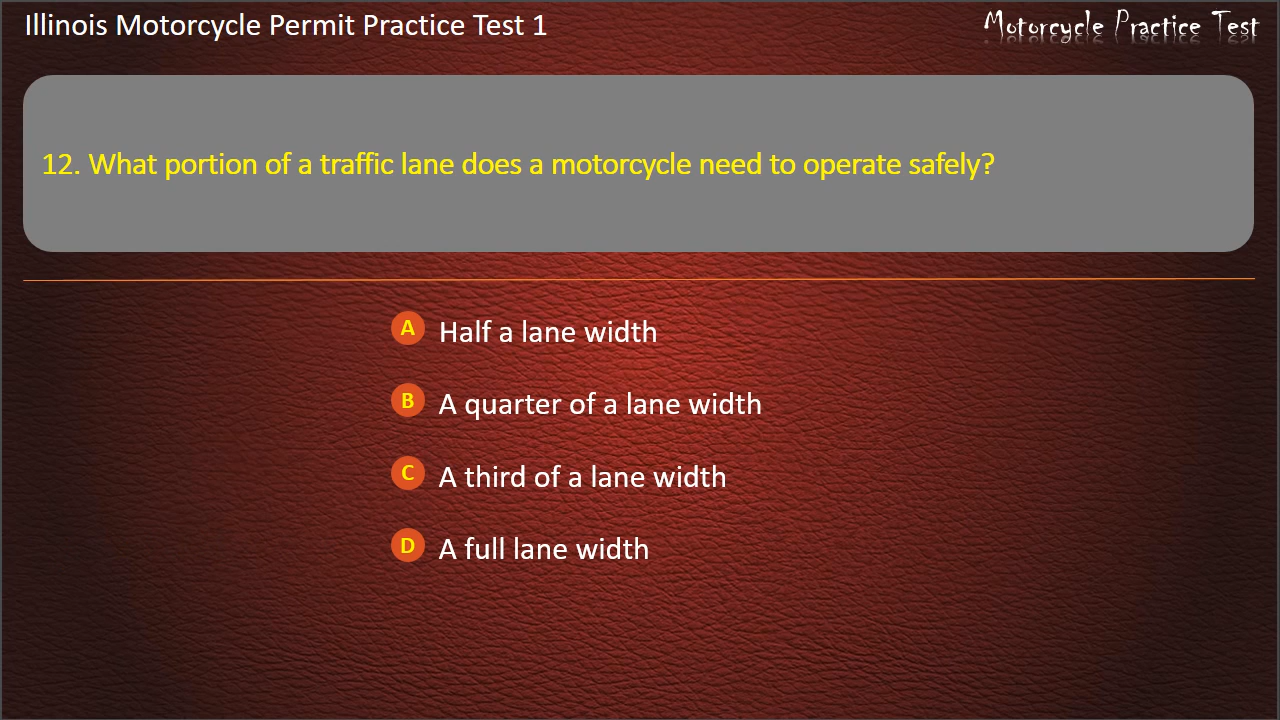 Illinois Motorcycle Permit Practice Test 1
Motorcycle Practice Test
12. What portion of a traffic lane does a motorcycle need to operate safely?
A Half a lane width
B A quarter of a lane width
C A third of a lane width
D A full lane width